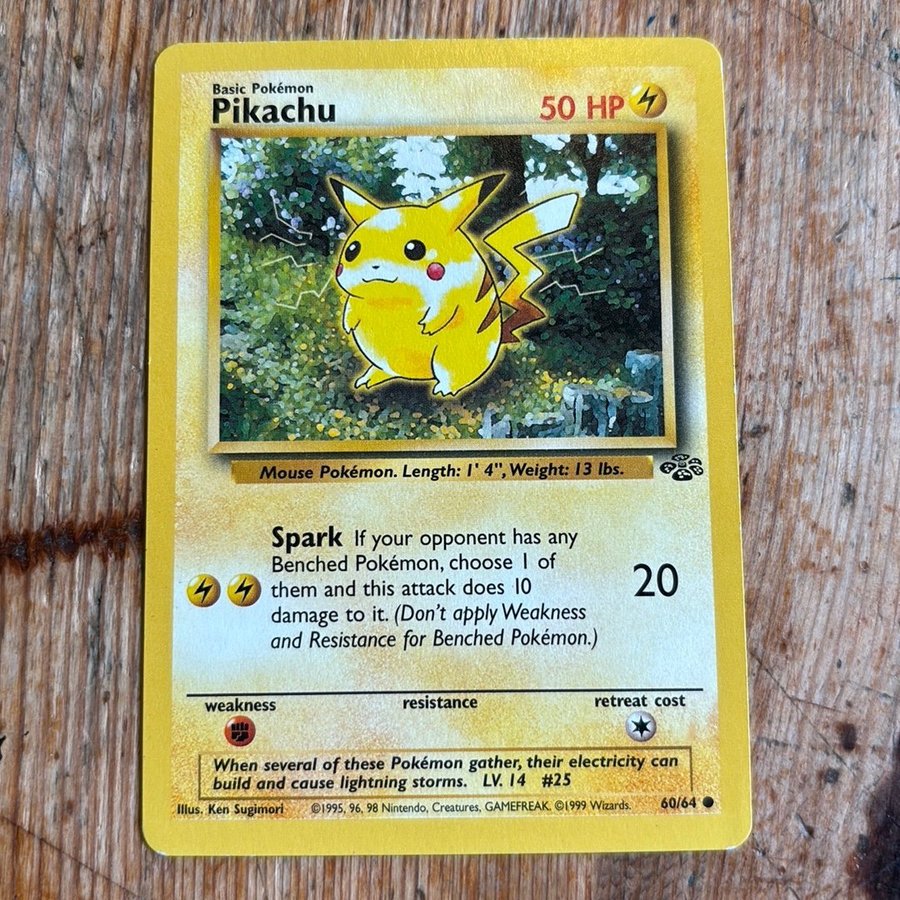 Basic Pokémon
Pikachu
50 HP
Mouse Pokémon. Length: 1' 4", Weight: 13 lbs.
Spark If your opponent has any
Benched Pokémon, choose 1 of
them and this attack does 10
damage to it. (Don't apply Weakness
and Resistance for Benched Pokémon.)
20
weakness resistance retreat cost
When several of these Pokémon gather, their electricity can
build and cause lightning storms. LV. 14 #25
Illus. Ken Sugimori ©1995, 96, 98 Nintendo, Creatures, GAMEFREAK. ©1999 Wizards. 60/64